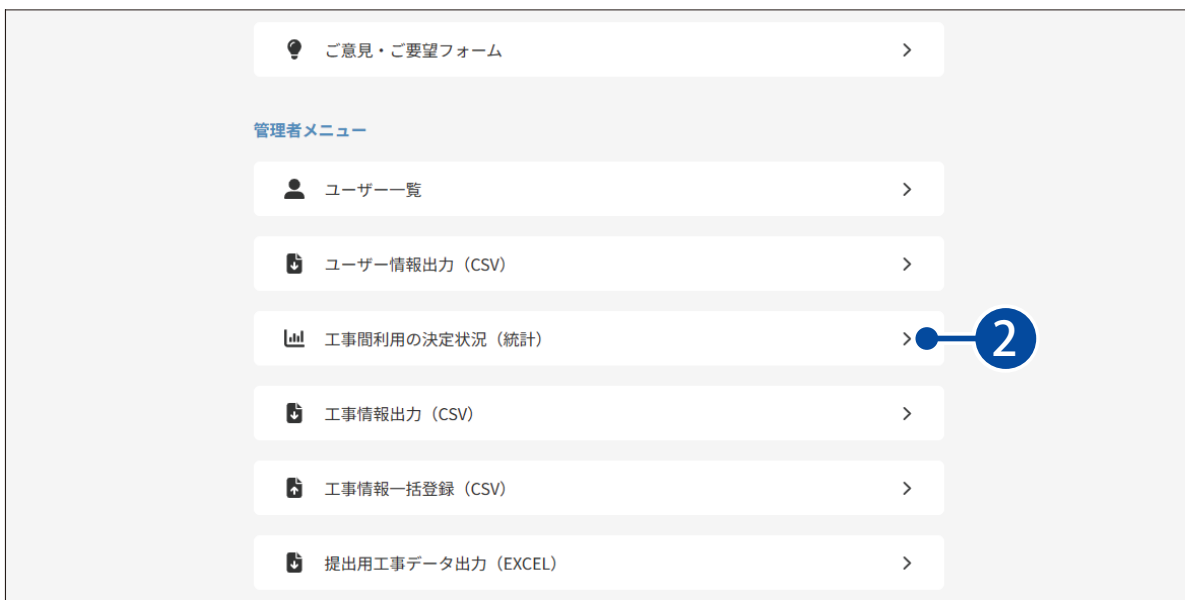 ご意見・ご要望フォーム
管理者メニュー
ユーザー一覧
ユーザー情報出力（CSV）
工事間利用の決定状況（統計）
2
工事情報出力（CSV）
工事情報一括登録（CSV）
提出用工事データ出力（EXCEL）